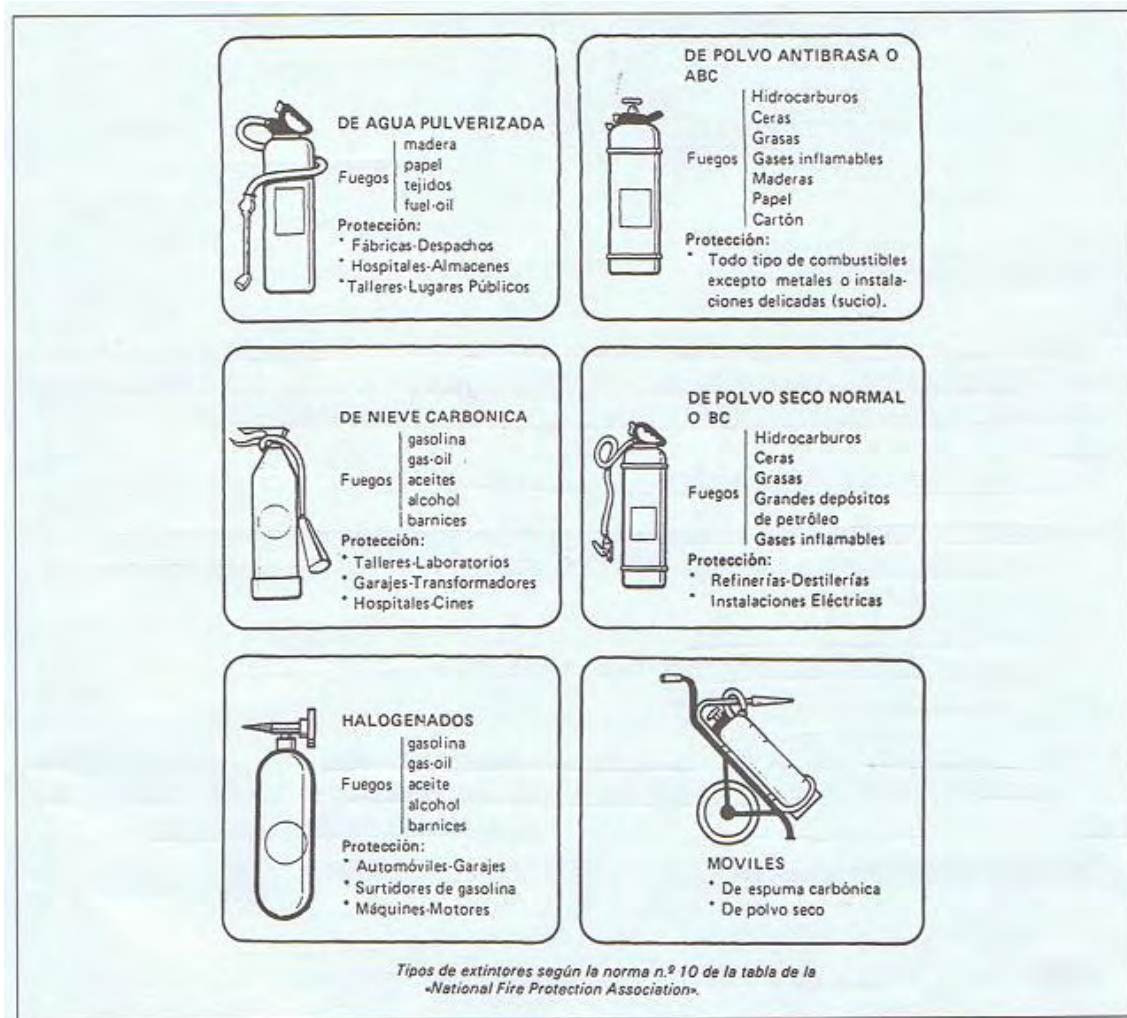 DE AGUA PULVERIZADA
Fuegos
madera
papel
tejidos
fuel-oil
Protección:
* Fábricas-Despachos
* Hospitales-Almacenes
* Talleres-Lugares Públicos
DE POLVO ANTIBRASA O
ABC
Fuegos
Hidrocarburos
Ceras
Grasas
Gases inflamables
Maderas
Papel
Cartón
Protección:
* Todo tipo de combustibles
excepto metales o instala-
ciones delicadas (sucio).
DE NIEVE CARBONICA
Fuegos
gasolina
gas-oil
aceites
alcohol
barnices
Protección:
* Talleres-Laboratorios
* Garajes-Transformadores
* Hospitales-Cines
DE POLVO SECO NORMAL
O BC
Fuegos
Hidrocarburos
Ceras
Grasas
Grandes depósitos
de petrôleo
Gases inflamables
Protección:
* Refinerías-Destilerías
* Instalaciones Eléctricas
HALOGENADOS
Fuegos
gasolina
gas-oil
aceite
alcohol
barnices
Protección:
* Automóviles-Garajes
* Surtidores de gasolina
* Máquines-Motores
MOVILES
* De espuma carbónica
* De polvo seco
Tipos de extintores según la norma n.º 10 de la tabla de la
«National Fire Protection Association».